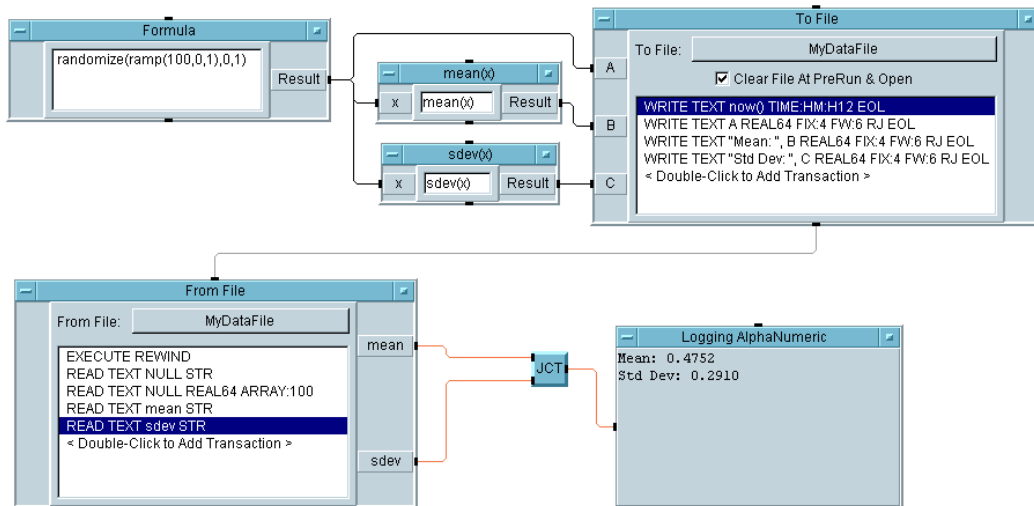 Formula
randomize(ramp(100,0,1),0,1)
Result
mean(x)
x
mean(x)
Result
sdev(x)
x
sdev(x)
Result
To File
To File:
MyDataFile
Clear File At PreRun & Open
A
B
C
WRITE TEXT now() TIME:HM:H12 EOL
WRITE TEXT A REAL64 FIX:4 FW:6 RJ EOL
WRITE TEXT "Mean: ", B REAL64 FIX:4 FW:6 RJ EOL
WRITE TEXT "Std Dev: ", C REAL64 FIX:4 FW:6 RJ EOL
< Double-Click to Add Transaction >
From File
From File:
MyDataFile
EXECUTE REWIND
READ TEXT NULL STR
READ TEXT NULL REAL64 ARRAY:100
READ TEXT mean STR
READ TEXT sdev STR
< Double-Click to Add Transaction >
mean
sdev
JCT
Logging AlphaNumeric
Mean: 0.4752
Std Dev: 0.2910